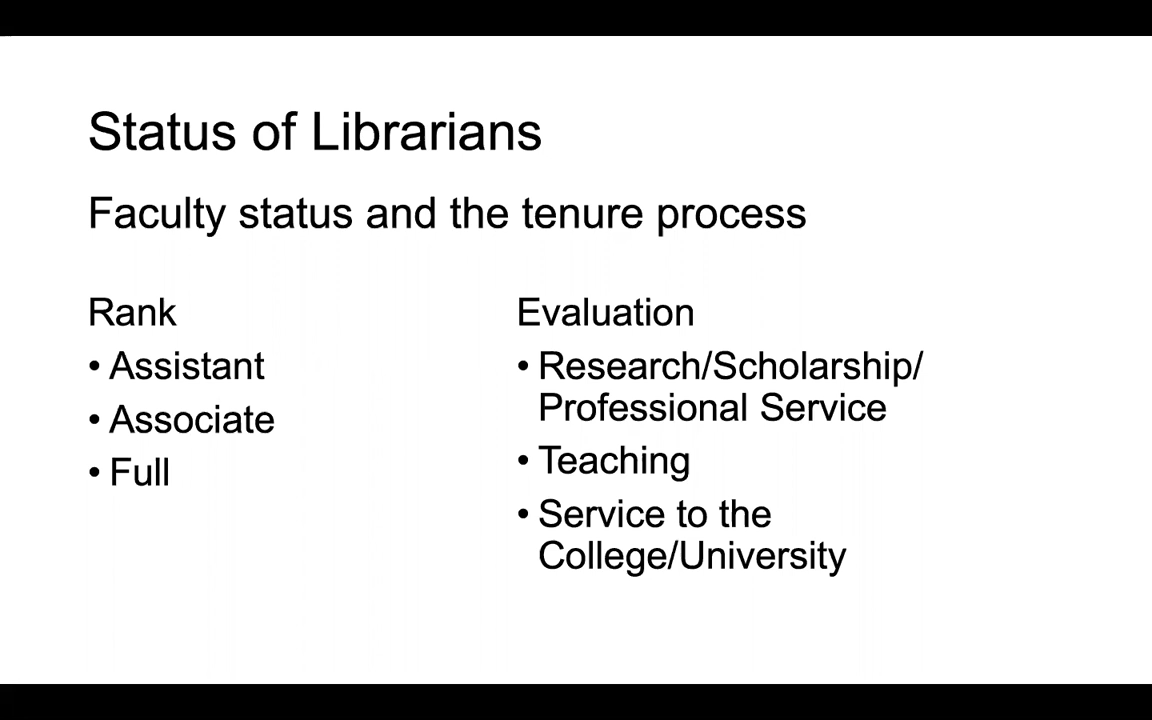 Status of Librarians
Faculty status and the tenure process
Rank
• Assistant
• Associate
• Full
Evaluation
• Research/Scholarship/
Professional Service
• Teaching
• Service to the
College/University